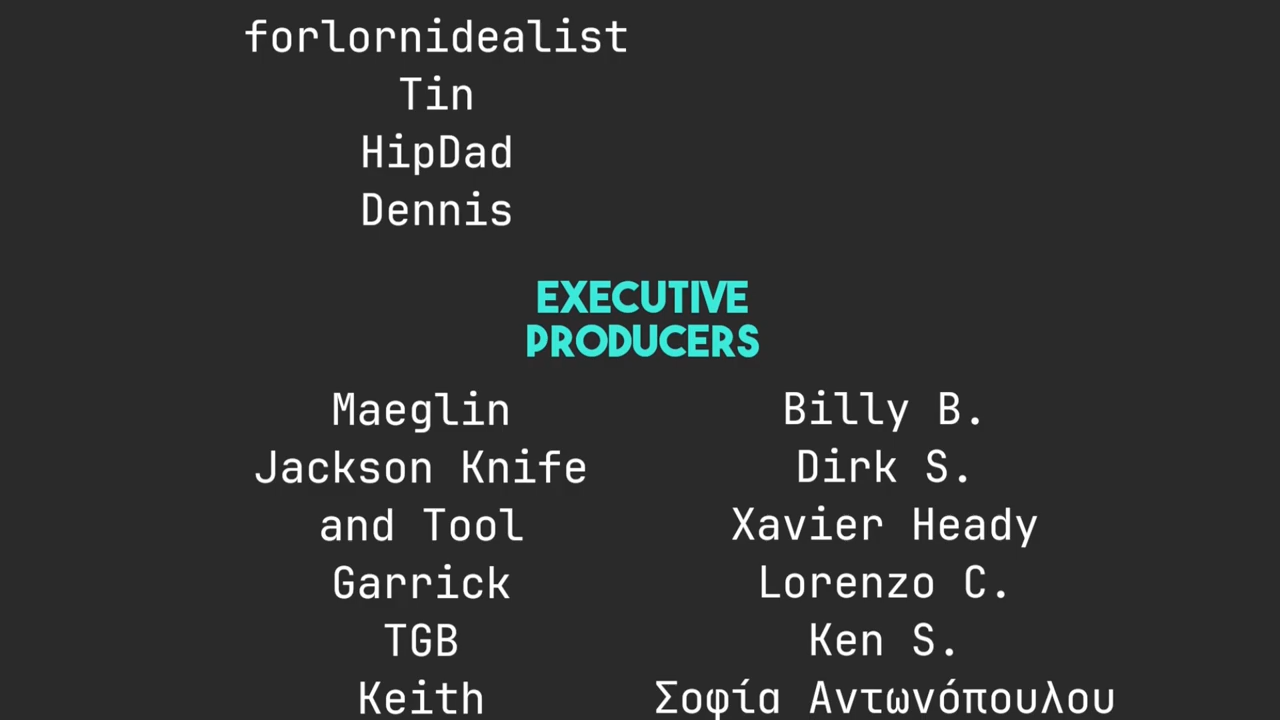 forlornidealist
Tin
HipDad
Dennis
EXECUTIVE
PRODUCERS
Maeglin
Jackson Knife
and Tool
Garrick
TGB
Keith
Billy B.
Dirk S.
Xavier Heady
Lorenzo C.
Ken S.
Σοφία Αντωνόπουλου